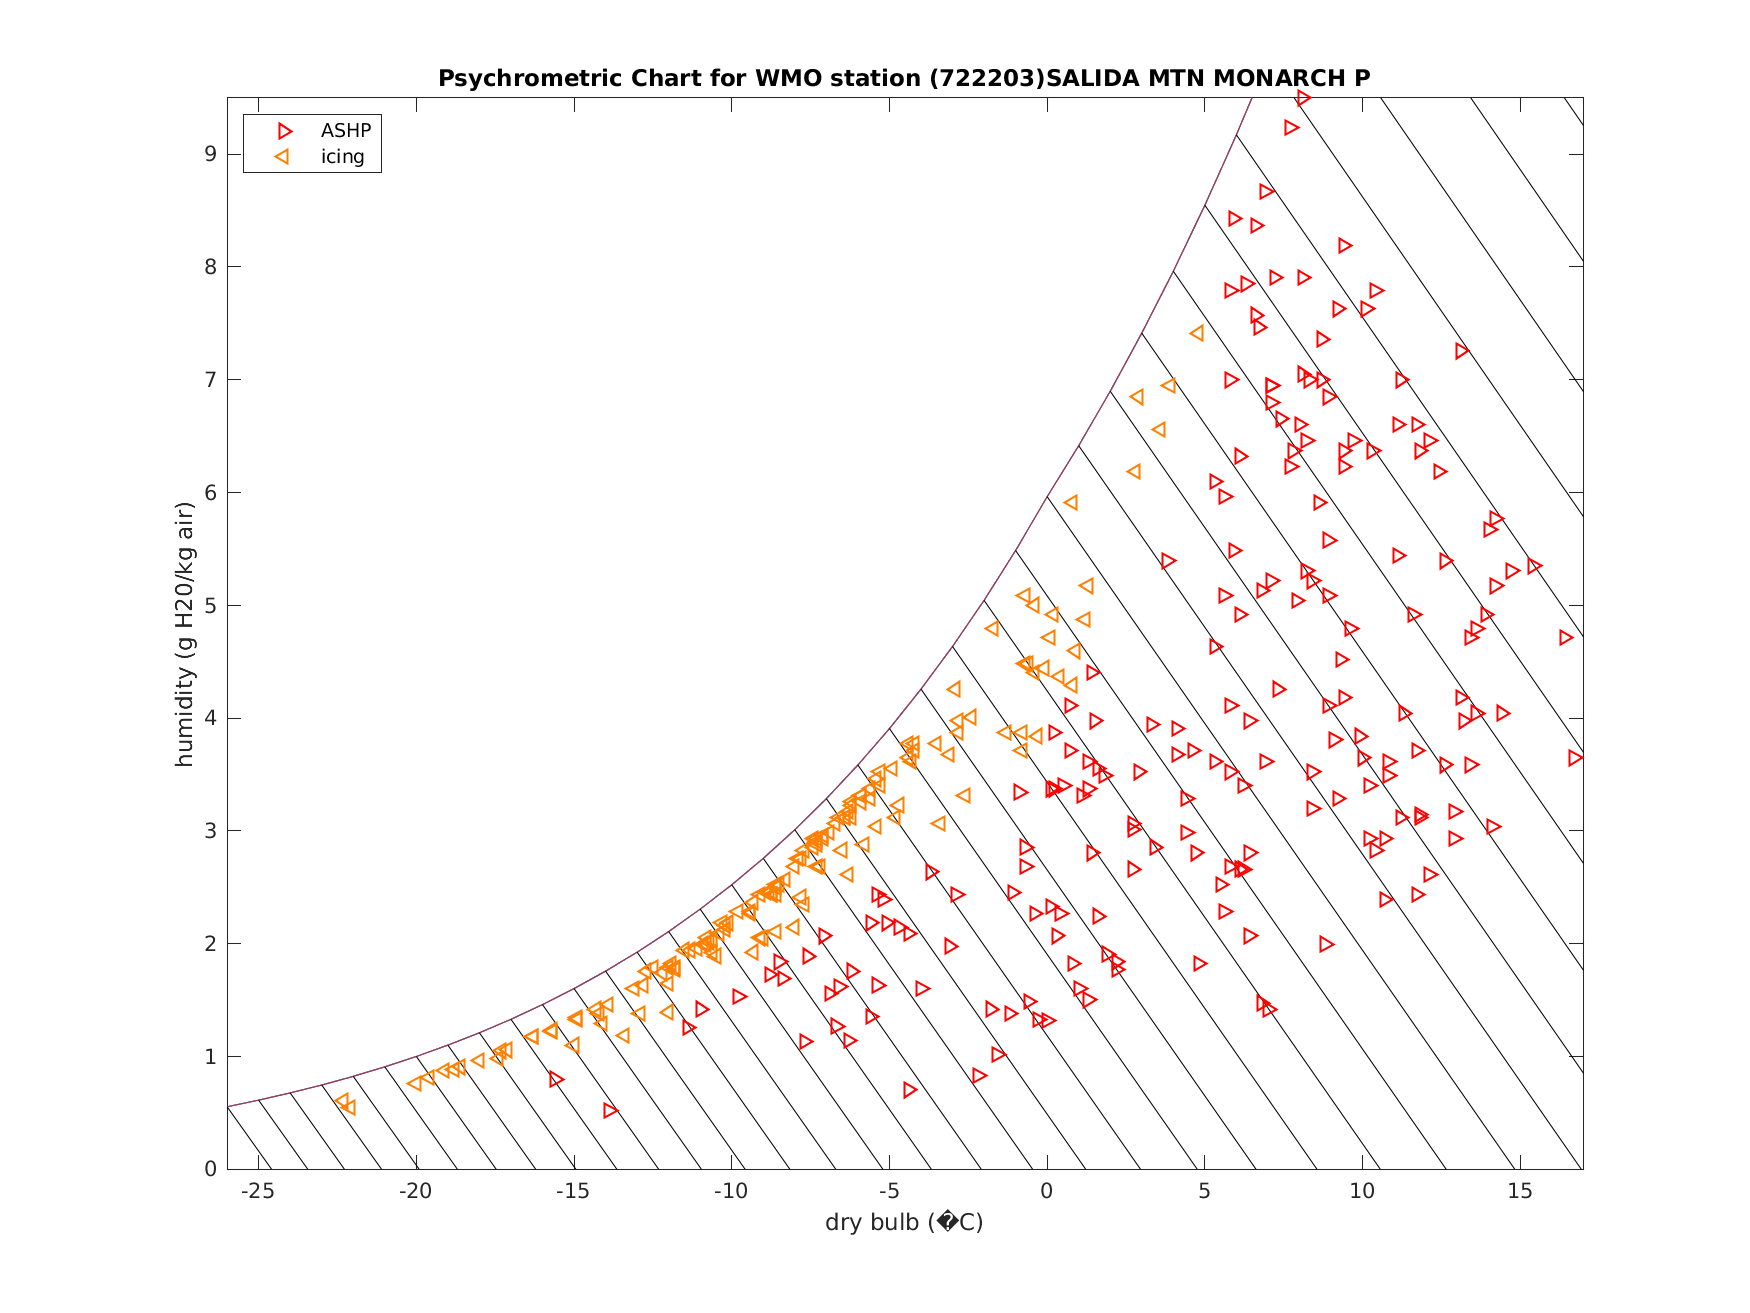 Psychrometric Chart for WMO station (722203)SALIDA MTN MONARCH P
ASHP
icing
9
8
7
6
5
4
3
2
1
0
humidity (g H20/kg air)
-25 -20 -15 -10 -5 0 5 10 15
dry bulb (�C)